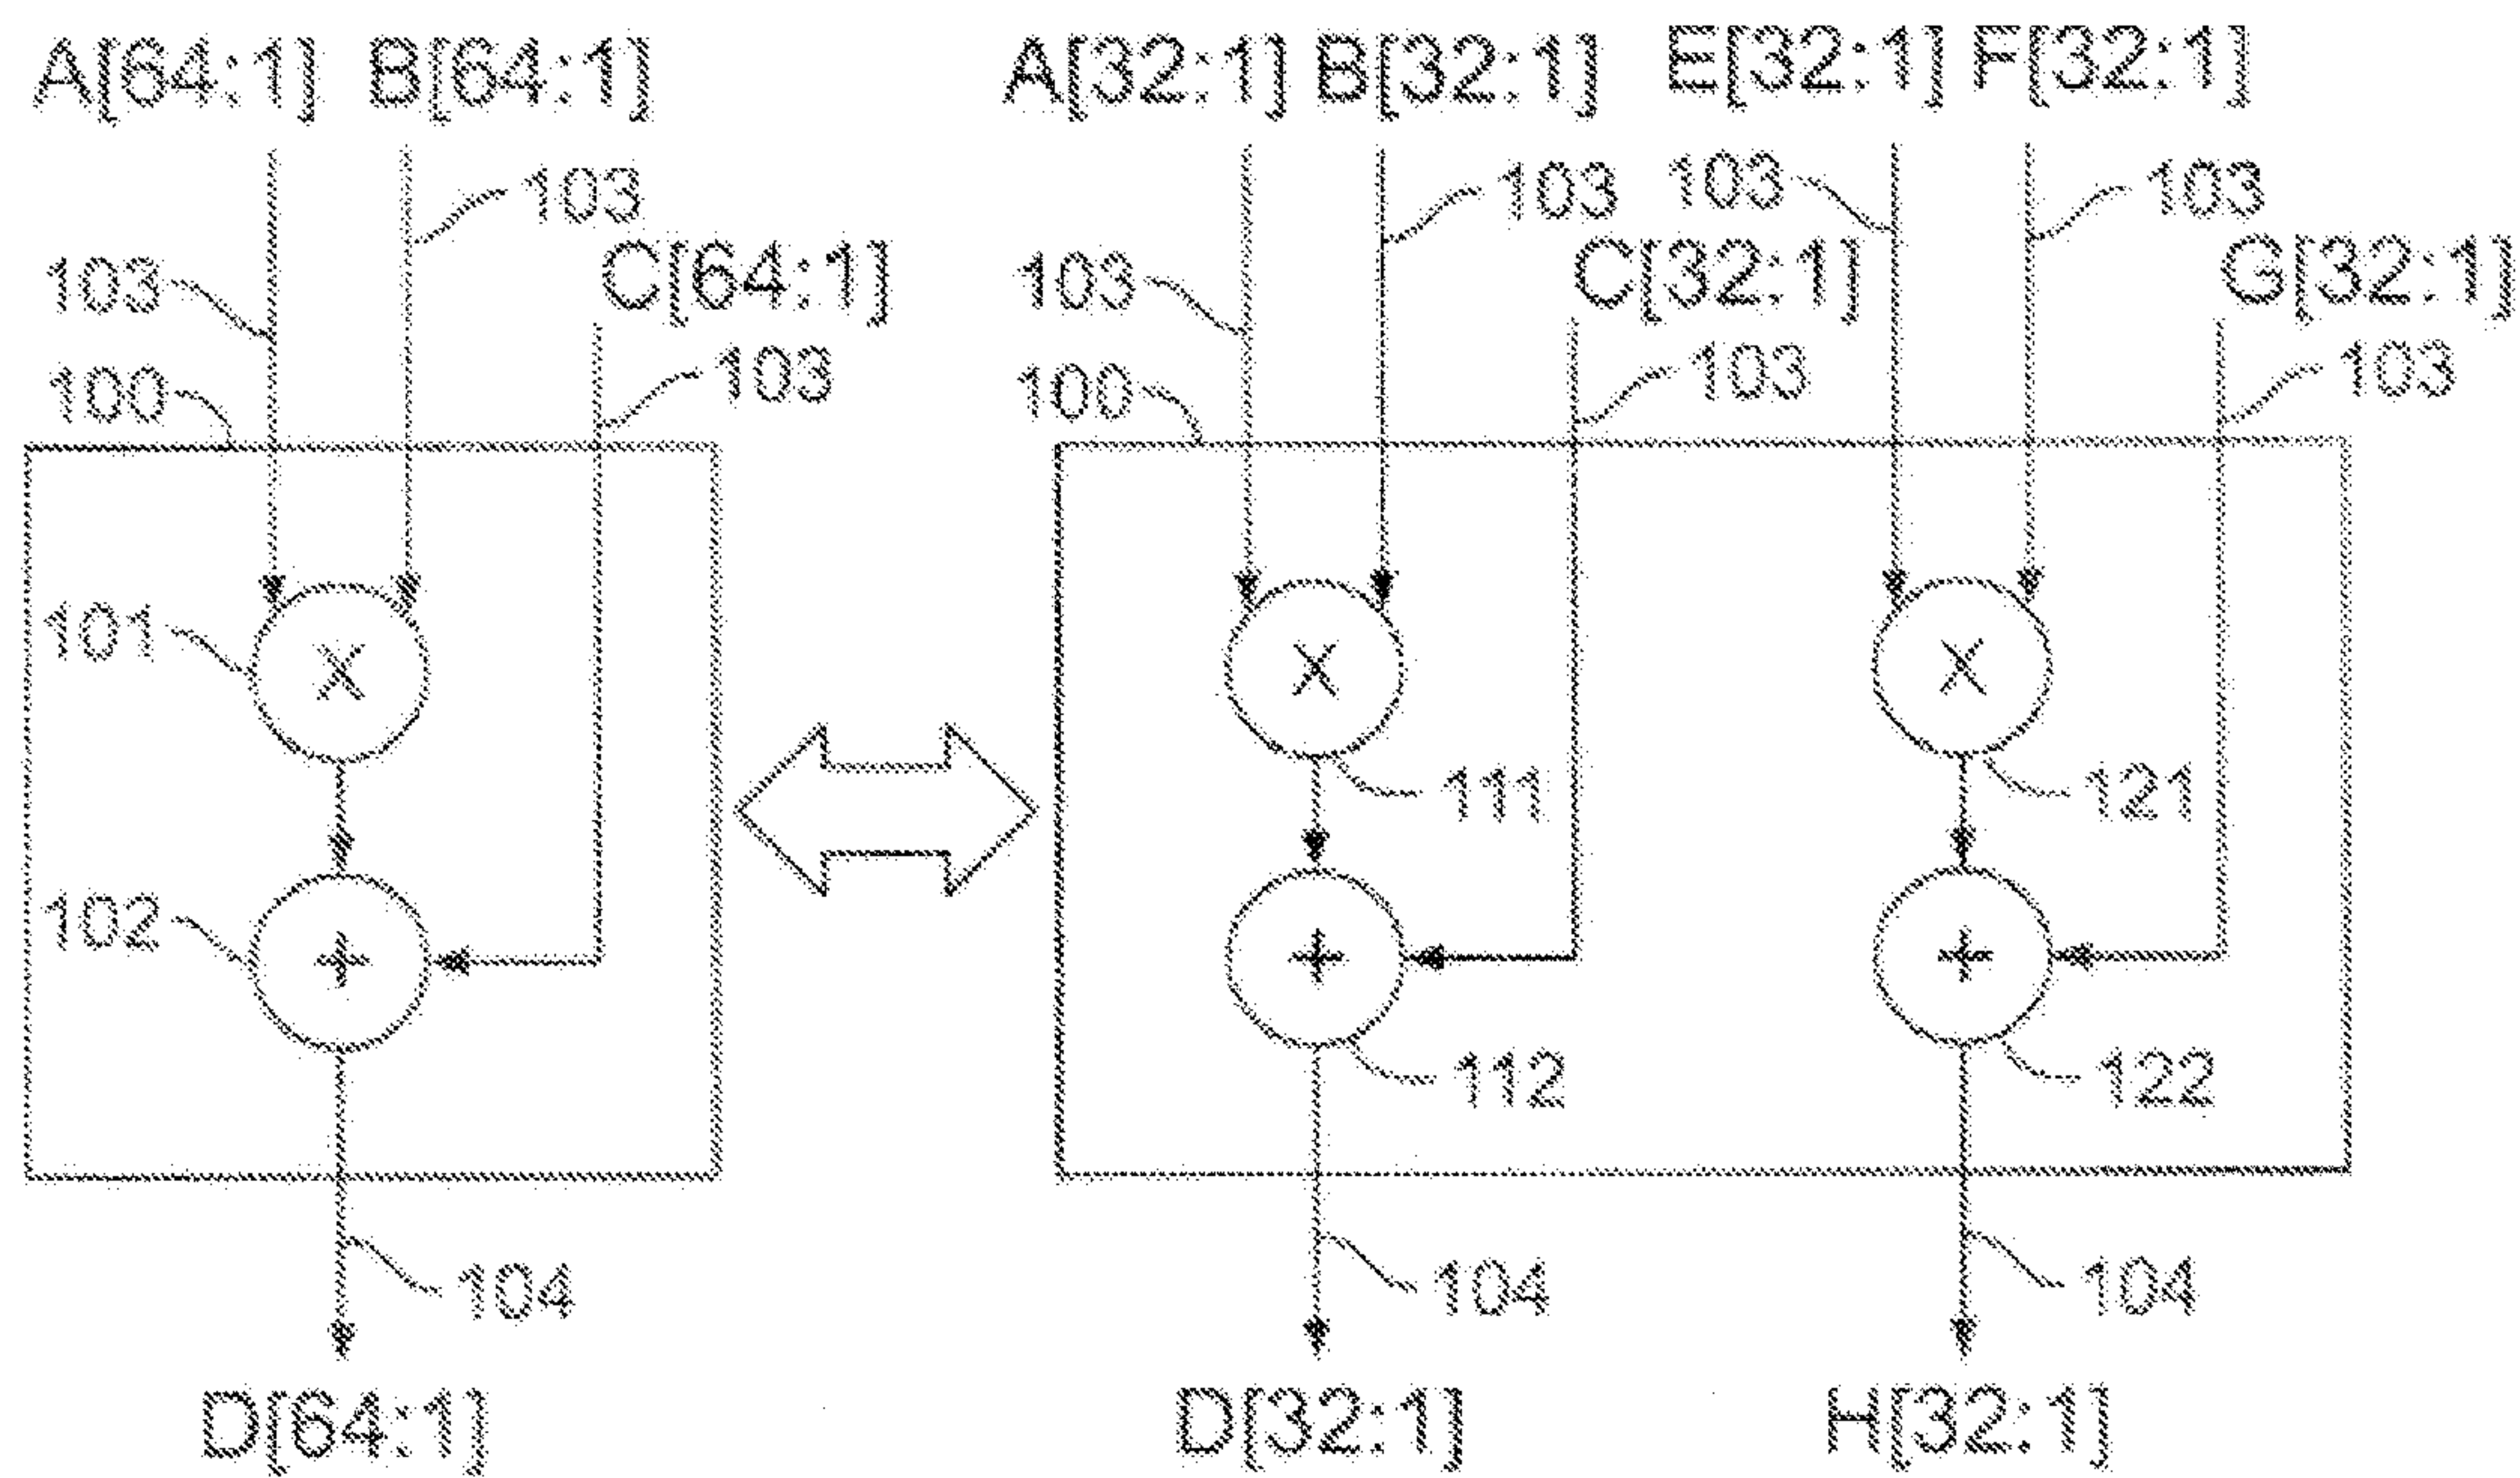 A[64:1] B[64:1] A[32:1] B[32:1] E[32:1] F[32:1]
103 103 103 103
103 C[64:1] 103 C[32:1] G[32:1]
100 103 100 103 103
101 × × ×
111 121
102 + + +
112 122
104 104 104
D[64:1] D[32:1] H[32:1]